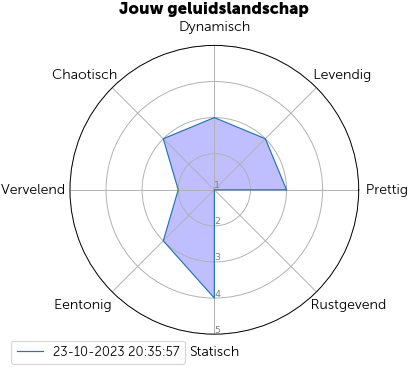 Jouw geluidslandschap
Dynamisch
Chaotisch
Levendig
Vervelend
1
Prettig
2
3
4
Eentonig
Rustgevend
5
23-10-2023 20:35:57
Statisch